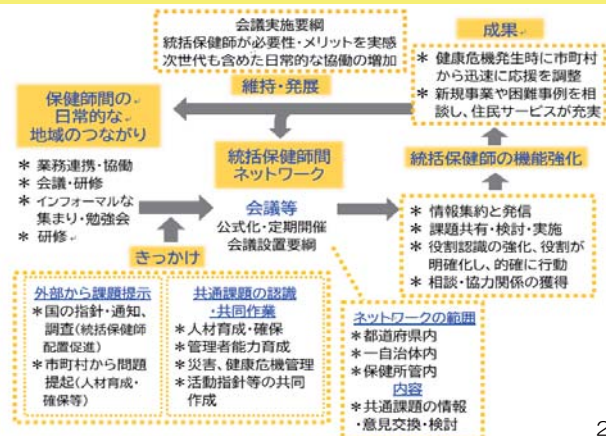 会議実施要綱
統括保健師が必要性・メリットを実感
次世代も含めた日常的な協働の増加
維持・発展
成果
* 健康危機発生時に市町村
から迅速に応援を調整
* 新規事業や困難事例を相
談し、住民サービスが充実
保健師間の
日常的な
地域のつながり
* 業務連携・協働
* 会議・研修
* インフォーマルな
集まり・勉強会
* 研修
統括保健師間
ネットワーク
会議等
公式化・定期開催
会議設置要綱
統括保健師の機能強化
* 情報集約と発信
* 課題共有・検討・実施
* 役割認識の強化、役割が
明確化し、的確に行動
* 相談・協力関係の獲得
きっかけ
外部から課題提示
*国の指針・通知、
調査(統括保健師
配置促進)
*市町村から問題
提起(人材育成・
確保等)
共通課題の認識
・共同作業
*人材育成・確保
*管理者能力育成
*災害、健康危機管理
*活動指針等の共同
作成
ネットワークの範囲
*都道府県内
*一自治体内
*保健所管内
内容
*共通課題の情報
・意見交換・検討
2